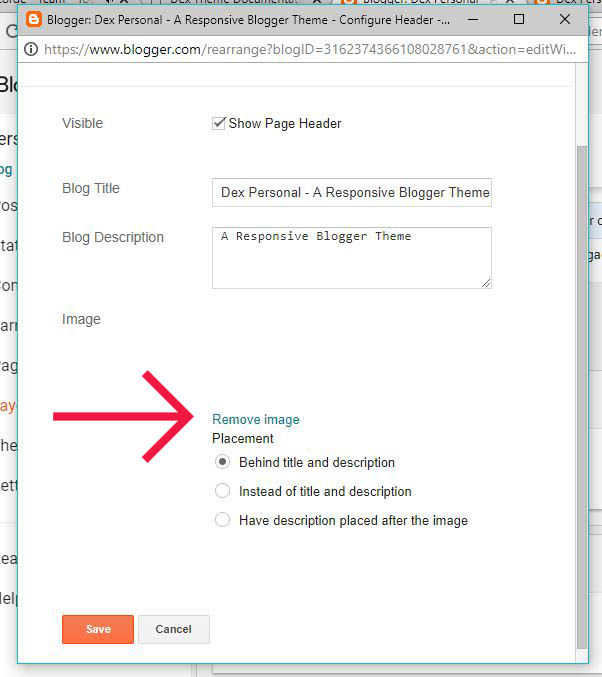 Blogger: Dex Personal - A Responsive Blogger Theme - Configure Header -...
https://www.blogger.com/rearrange?blogID=3162374366108028761&action=editWi...
Visible
Show Page Header
Blog Title
Dex Personal - A Responsive Blogger Theme
Blog Description
A Responsive Blogger Theme
Image
Remove image
Placement
Behind title and description
Instead of title and description
Have description placed after the image
Save
Cancel